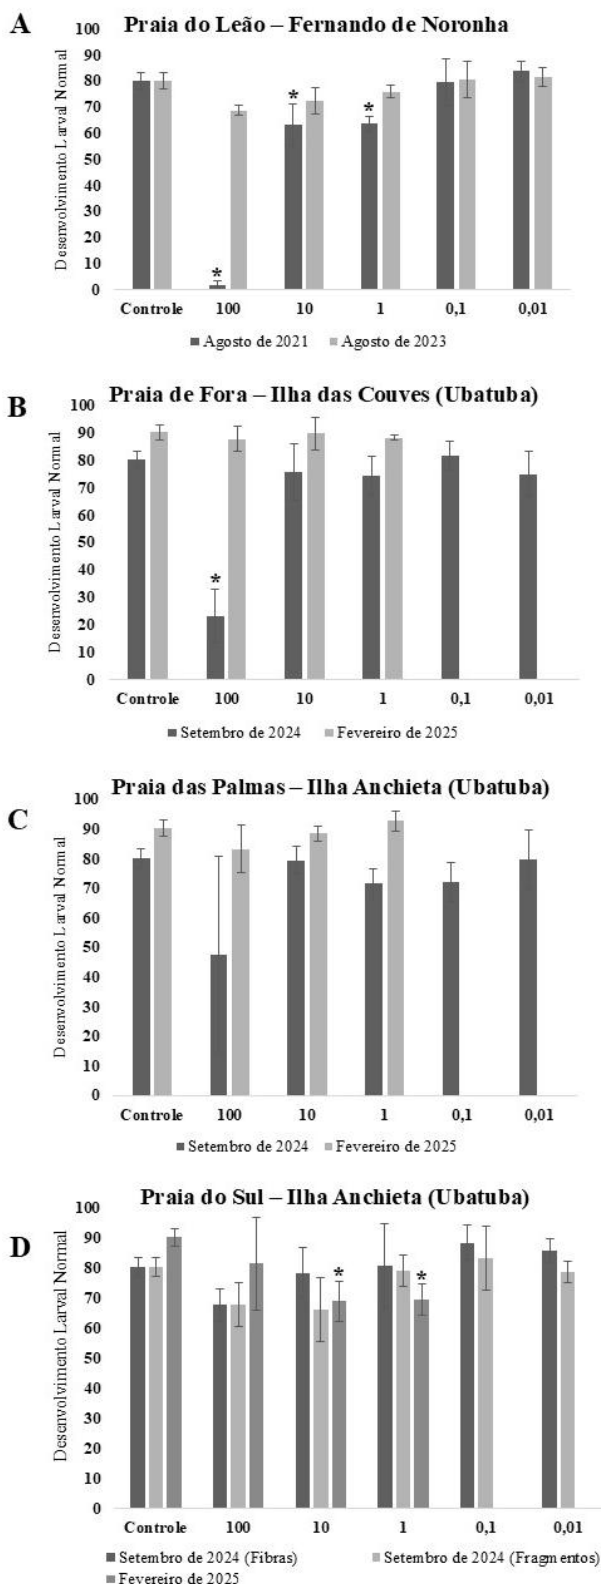 A
Praia do Leão – Fernando de Noronha
Desenvolvimento Larval Normal
100
90
80
70
60
50
40
30
20
10
0
*
*
*
Controle 100 10 1 0,1 0,01
Agosto de 2021 Agosto de 2023
B
Praia de Fora – Ilha das Couves (Ubatuba)
Desenvolvimento Larval Normal
100
90
80
70
60
50
40
30
20
10
0
*
Controle 100 10 1 0,1 0,01
Setembro de 2024 Fevereiro de 2025
C
Praia das Palmas – Ilha Anchieta (Ubatuba)
Desenvolvimento Larval Normal
100
90
80
70
60
50
40
30
20
10
0
Controle 100 10 1 0,1 0,01
Setembro de 2024 Fevereiro de 2025
D
Praia do Sul – Ilha Anchieta (Ubatuba)
Desenvolvimento Larval Normal
100
90
80
70
60
50
40
30
20
10
0
*
*
Controle 100 10 1 0,1 0,01
Setembro de 2024 (Fibras) Setembro de 2024 (Fragmentos)
Fevereiro de 2025